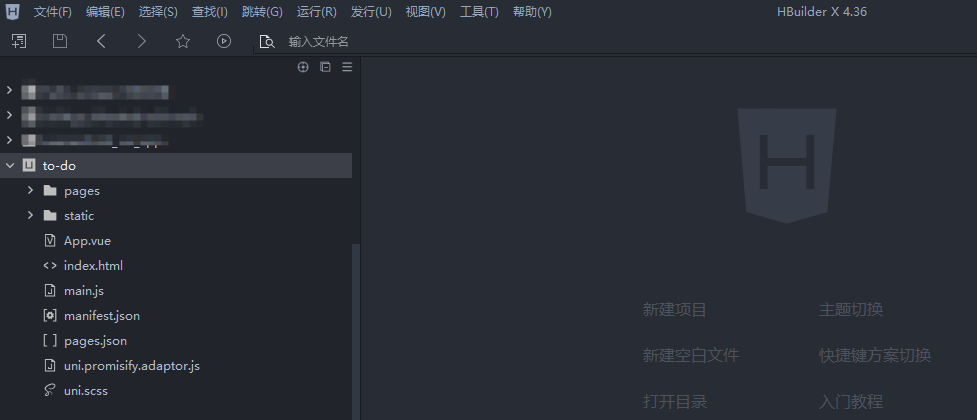 文件(F) 编辑(E) 选择(S) 查找(I) 跳转(G) 运行(R) 发行(U) 视图(V) 工具(T) 帮助(Y) HBuilder X 4.36
输入文件名
to-do
pages
static
App.vue
index.html
main.js
manifest.json
pages.json
uni.promisify.adaptor.js
uni.scss
H
新建项目 主题切换
新建空白文件 快捷键方案切换
打开目录 入门教程